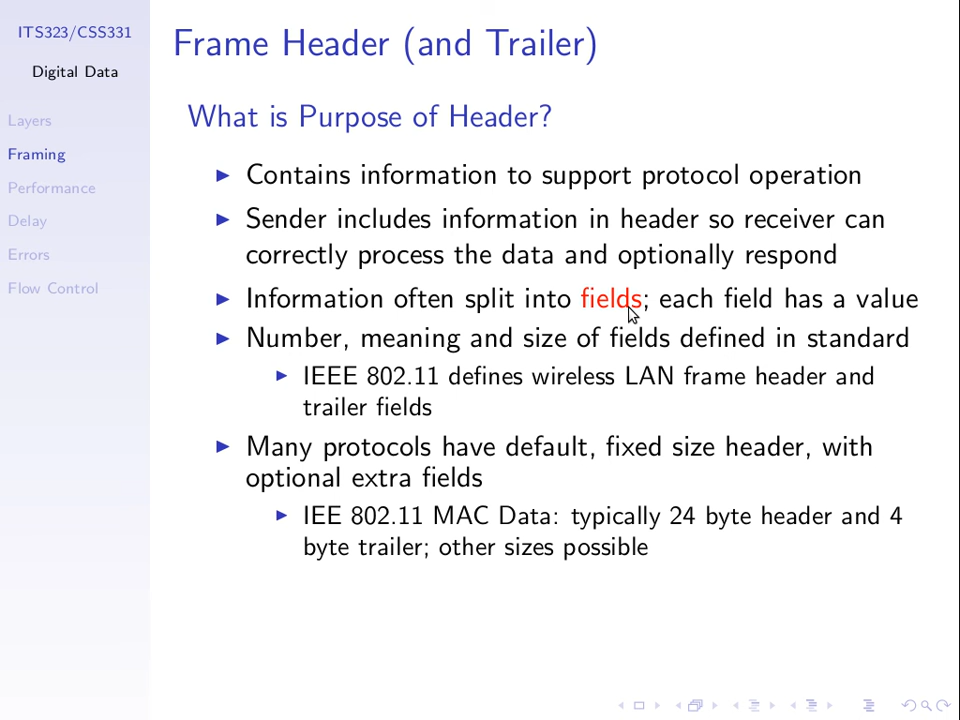 ITS323/CSS331
Digital Data
Layers
Framing
Performance
Delay
Errors
Flow Control
Frame Header (and Trailer)
What is Purpose of Header?
Contains information to support protocol operation
Sender includes information in header so receiver can
correctly process the data and optionally respond
Information often split into fields; each field has a value
Number, meaning and size of fields defined in standard
IEEE 802.11 defines wireless LAN frame header and
trailer fields
Many protocols have default, fixed size header, with
optional extra fields
IEE 802.11 MAC Data: typically 24 byte header and 4
byte trailer; other sizes possible